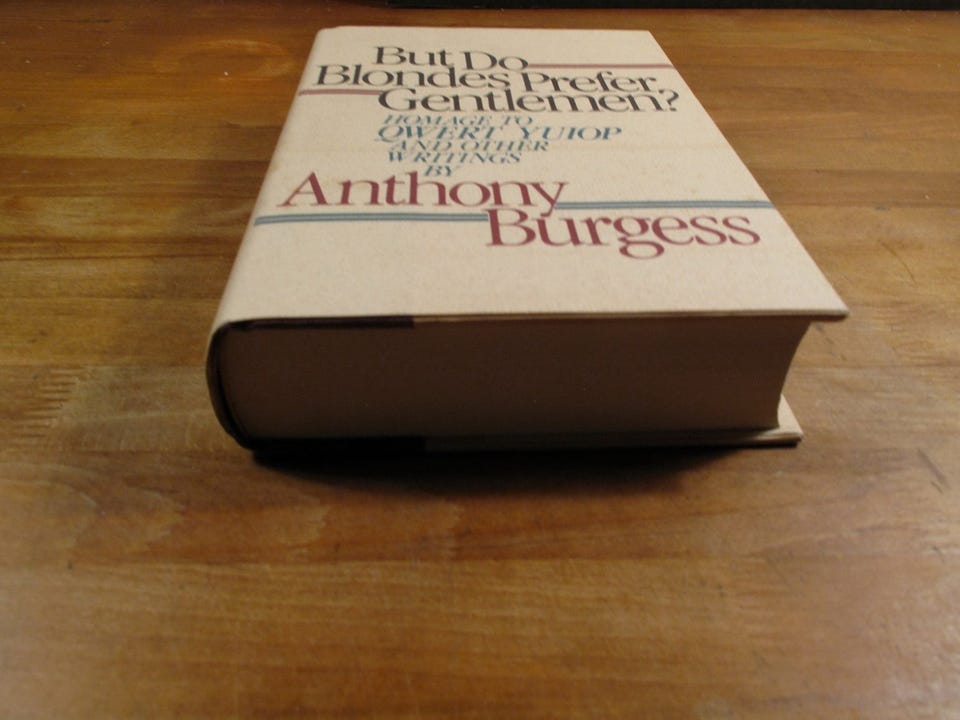 But Do
Blondes Prefer
Gentlemen?
HOMAGE TO
QWERT YUIOP
AND OTHER
WRITINGS
BY
Anthony
Burgess